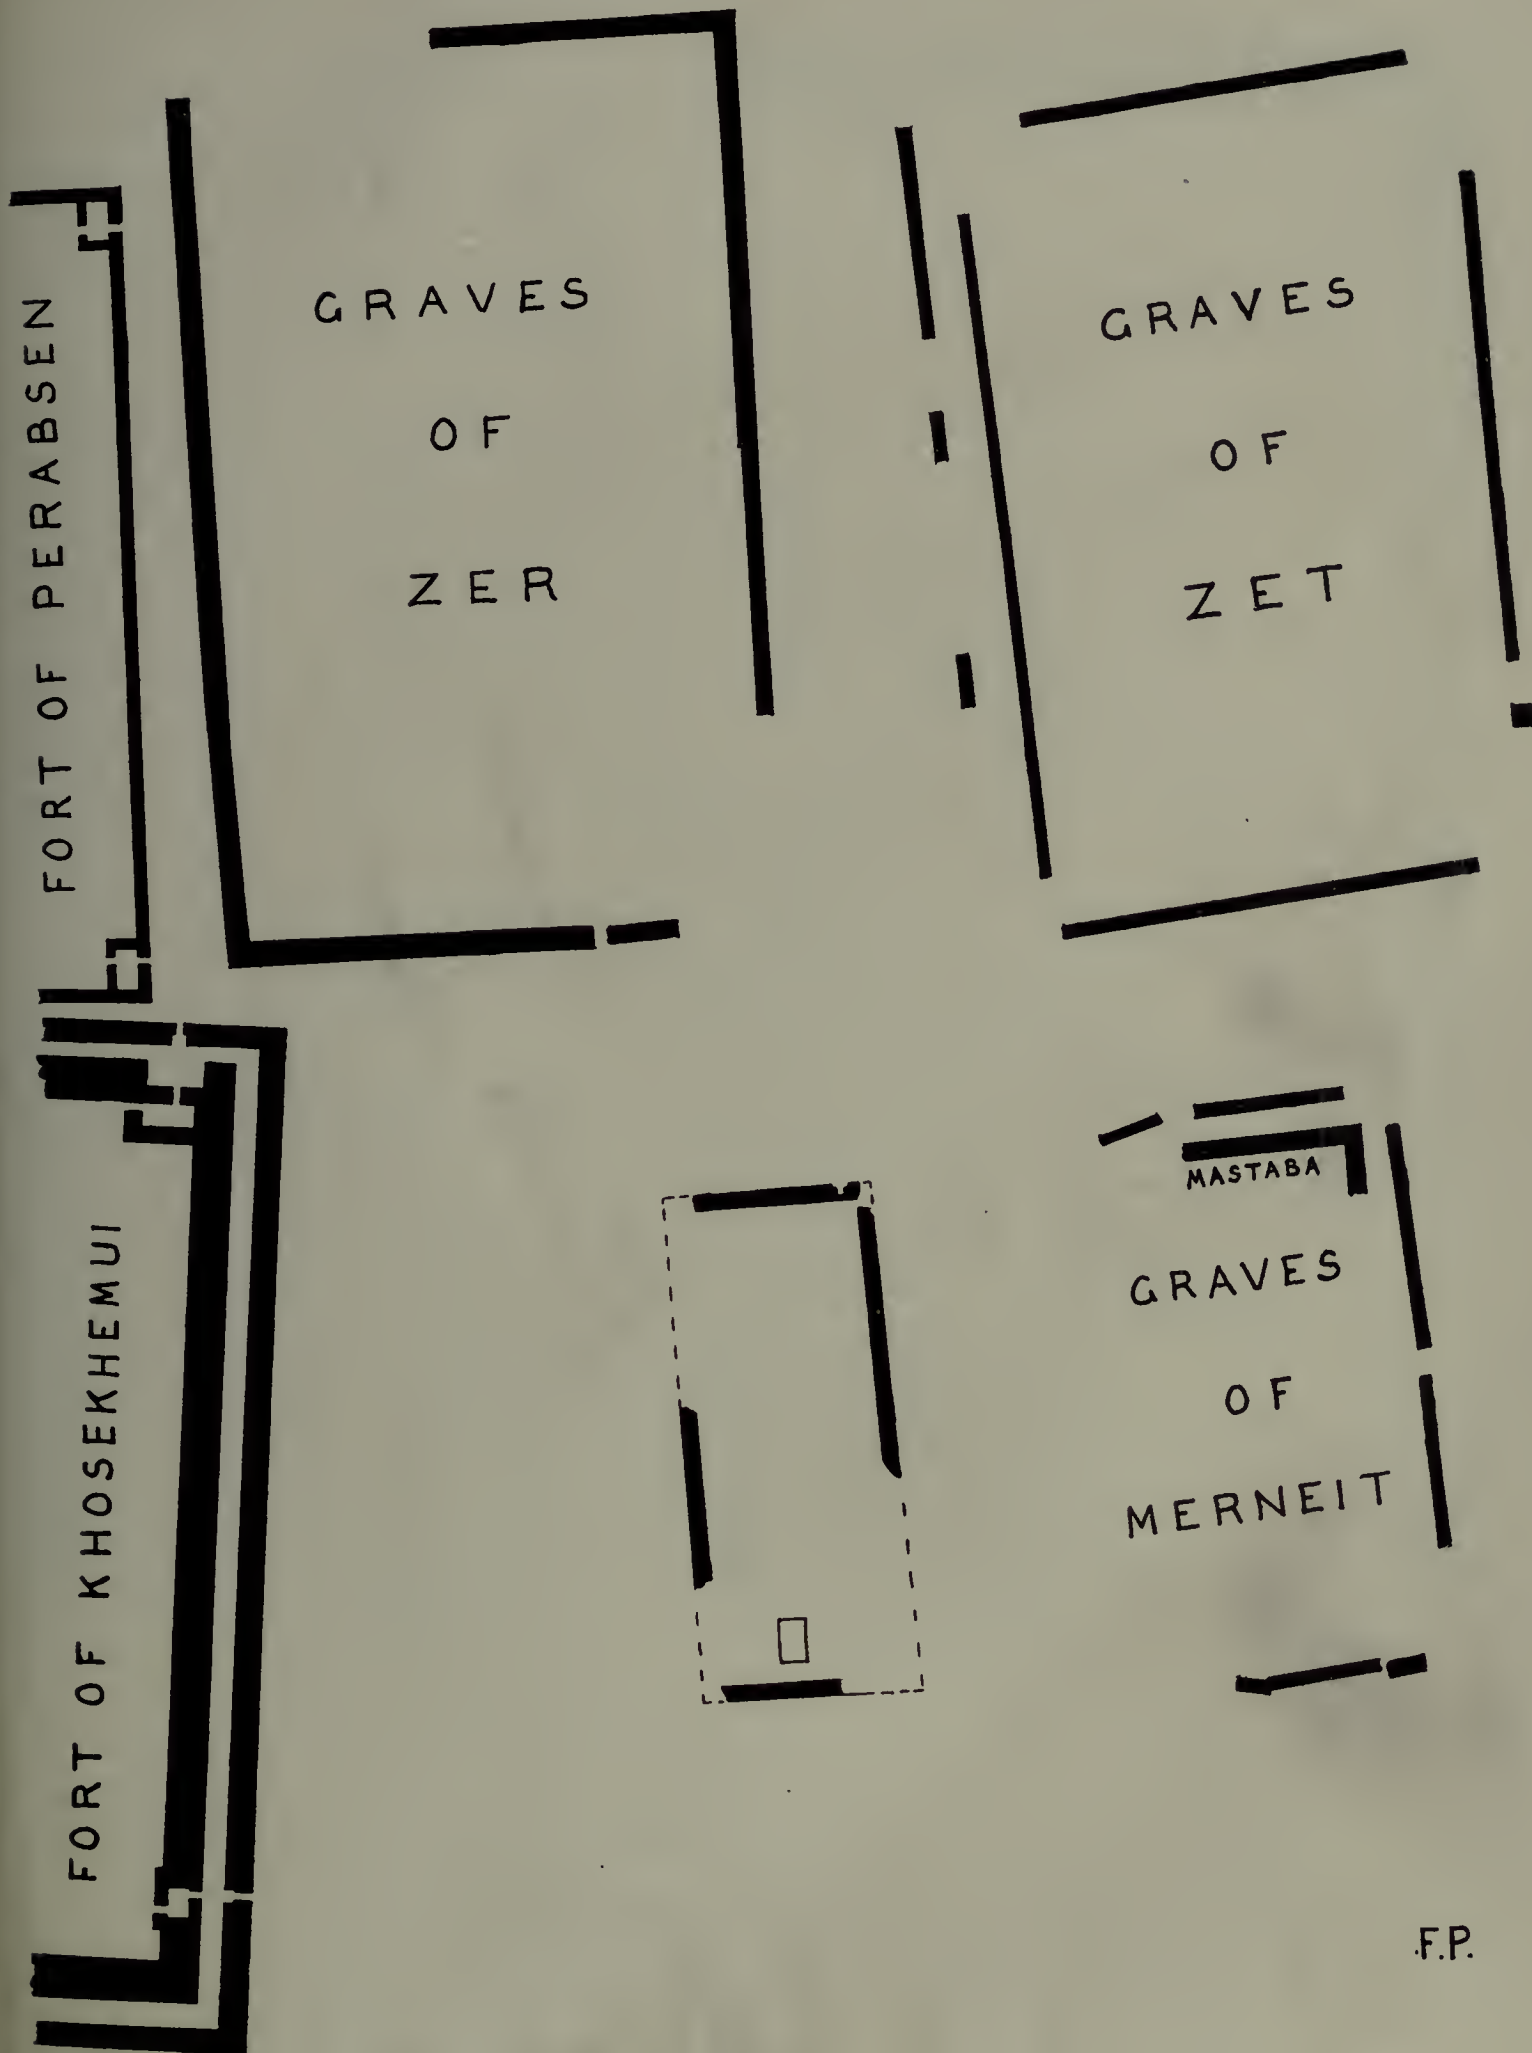 FORT OF PERABSEN
GRAVES
OF
ZER
GRAVES
OF
ZET
FORT OF KHOSEKHEMUI
MASTABA
GRAVES
OF
MERNEIT
F.P.